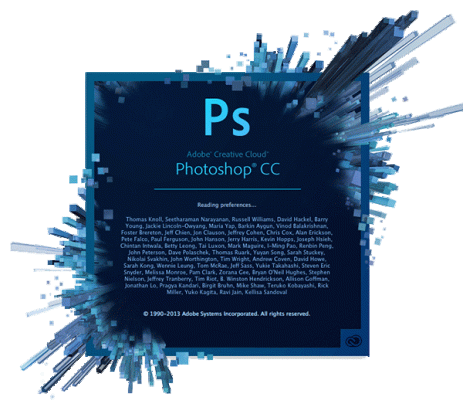 Ps
Adobe® Creative Cloud™
Photoshop® CC
Reading preferences...
Thomas Knoll, Seetharaman Narayanan, Russell Williams, David Hackel, Barry
Young, Jackie Lincoln-Owyang, Maria Yap, Barkin Aygun, Vinod Balakrishnan,
Foster Brereton, Jeff Chien, Jon Clauson, Jeffrey Cohen, Chris Cox, Alan Erickson,
Pete Falco, Paul Ferguson, John Hanson, Jerry Harris, Kevin Hopps, Joseph Hsieh,
Chintan Intwala, Betty Leong, Tai Luxon, Mark Maguire, I-Ming Pao, Renbin Peng,
John Peterson, Dave Polaschek, Thomas Ruark, Yuyan Song, Sarah Stuckey,
Nikolai Svakhin, John Worthington, Tim Wright, Andrew Coven, David Howe,
Sarah Kong, Wennie Leung, Tom McRae, Jeff Sass, Yukie Takahashi, Steven Eric
Snyder, Melissa Monroe, Pam Clark, Zorana Gee, Bryan O'Neil Hughes, Stephen
Nielson, Jeffrey Tranberry, Tim Riot, B. Winston Hendrickson, Allison Goffman,
Jonathan Lo, Pragya Kandari, Birgit Bruhn, Mike Shaw, Teruko Kobayashi, Rick
Miller, Yuko Kagita, Ravi Jain, Kellisa Sandoval
© 1990-2013 Adobe Systems Incorporated. All rights reserved.